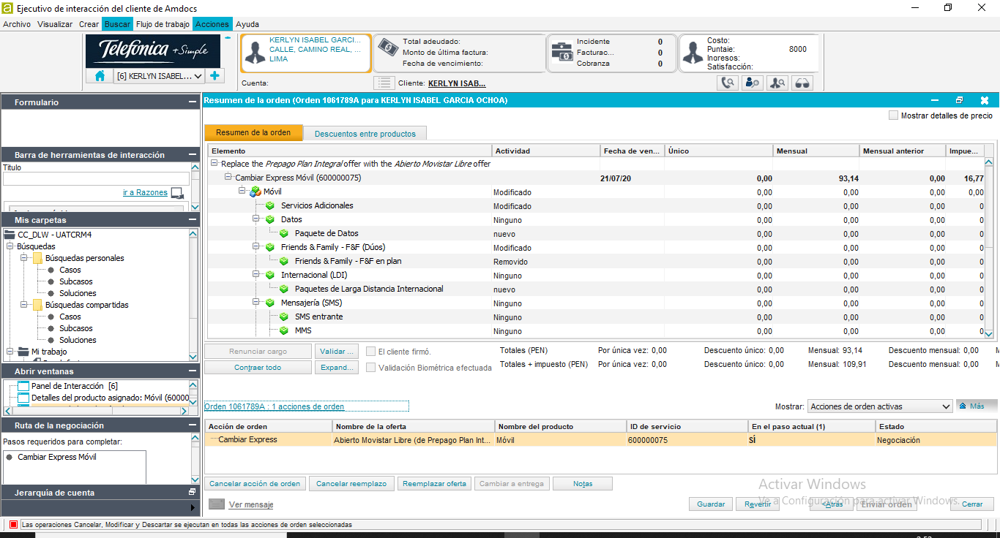 Ejecutivo de interacción del cliente de Amdocs
Archivo Visualizar Crear Buscar Flujo de trabajo Acciones Ayuda
Telefónica +Simple
[6] KERLYN ISABEL...
KERLYN ISABEL GARCI...
CALLE, CAMINO REAL, ...
LIMA
Total adeudado:
Monto de última factura:
Fecha de vencimiento:
Incidente 0
Facturac... 0
Cobranza 0
Costo:
Puntaie: 8000
Ingresos:
Satisfacción:
Cuenta:
Cliente: KERLYN ISAB...
Formulario
Barra de herramientas de interacción
Título
ir a Razones
Mis carpetas
CC_DLW - UATCRM4
Búsquedas
Búsquedas personales
Casos
Subcasos
Soluciones
Búsquedas compartidas
Casos
Subcasos
Soluciones
Mi trabajo
Abrir ventanas
Panel de Interacción [6]
Detalles del producto asignado: Móvil (60000
Ruta de la negociación
Pasos requeridos para completar:
Cambiar Express Móvil
Jerarquía de cuenta
Resumen de la orden (Orden 1061789A para KERLYN ISABEL GARCIA OCHOA)
Mostrar detalles de precio
Resumen de la orden Descuentos entre productos
Elemento Actividad Fecha de ven... Único Mensual Mensual anterior Impue...
Replace the Prepago Plan Integral offer with the Abierto Movistar Libre offer
Cambiar Express Móvil (600000075) 21/07/20 0,00 93,14 0,00 16,77
Móvil Modificado 0,00 0,00 0,00 0,00
Servicios Adicionales Modificado 0,00 0,00 0,00 0
Datos Ninguno 0,00 0,00 0,00 0
Paquete de Datos nuevo 0,00 0,00 0,00 0
Friends & Family - F&F (Dúos) Modificado 0,00 0,00 0,00 0
Friends & Family - F&F en plan Removido 0,00 0,00 0,00 0
Internacional (LDI) Ninguno 0,00 0,00 0,00 0
Paquetes de Larga Distancia Internacional nuevo 0,00 0,00 0,00 0
Mensajería (SMS) Ninguno 0,00 0,00 0,00 0
SMS entrante Ninguno 0,00 0,00 0,00 0
MMS Ninguno 0,00 0,00 0,00 0
Renunciar cargo Validar ... El cliente firmó. Totales (PEN) Por única vez: 0,00 Descuento único: 0,00 Mensual: 93,14 Descuento mensual: 0,00 M
Contraer todo Expand... Validación Biométrica efectuada Totales + impuesto (PEN) Por única vez: 0,00 Descuento único: 0,00 Mensual: 109,91 Descuento mensual: 0,00 M
Orden 1061789A : 1 acciones de orden
Mostrar: Acciones de orden activas Más
Acción de orden Nombre de la oferta Nombre del producto ID de servicio En el paso actual (1) Estado
Cambiar Express Abierto Movistar Libre (de Prepago Plan Int... Móvil 600000075 SÍ Negociación
Cancelar acción de orden Cancelar reemplazo Reemplazar oferta Cambiar a entrega Notas
Activar Windows
Ve a Configuración para activar Windows.
Ver mensaje
Guardar Revertir <Atrás Enviar orden Cerrar
Las operaciones Cancelar, Modificar y Descartar se ejecutan en todas las acciones de orden seleccionadas